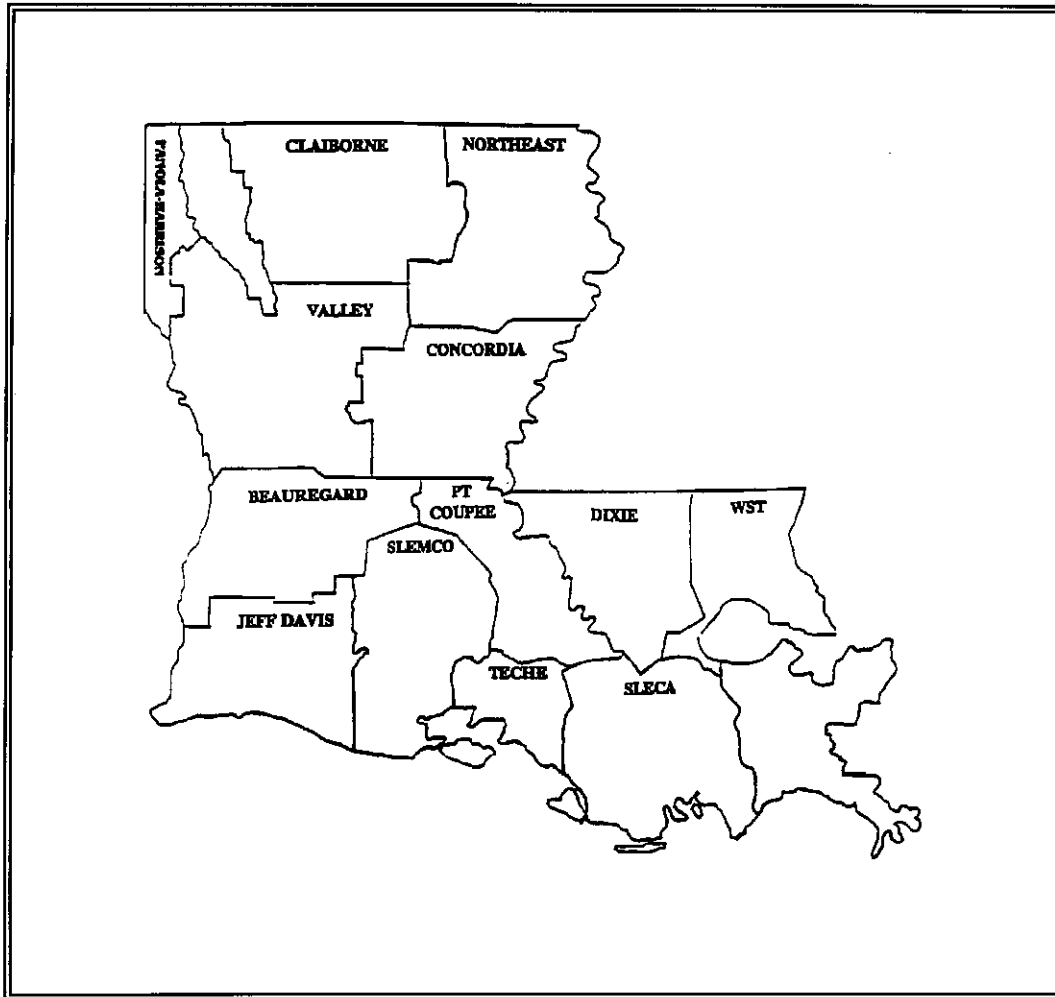 CLAIBORNE
NORTHEAST
PANOLA-HARRISON
VALLEY
CONCORDIA
BEAUREGARD
PT
COUPEE
DIXIE
WST
SLEMCO
JEFF DAVIS
TECHE
SLECA